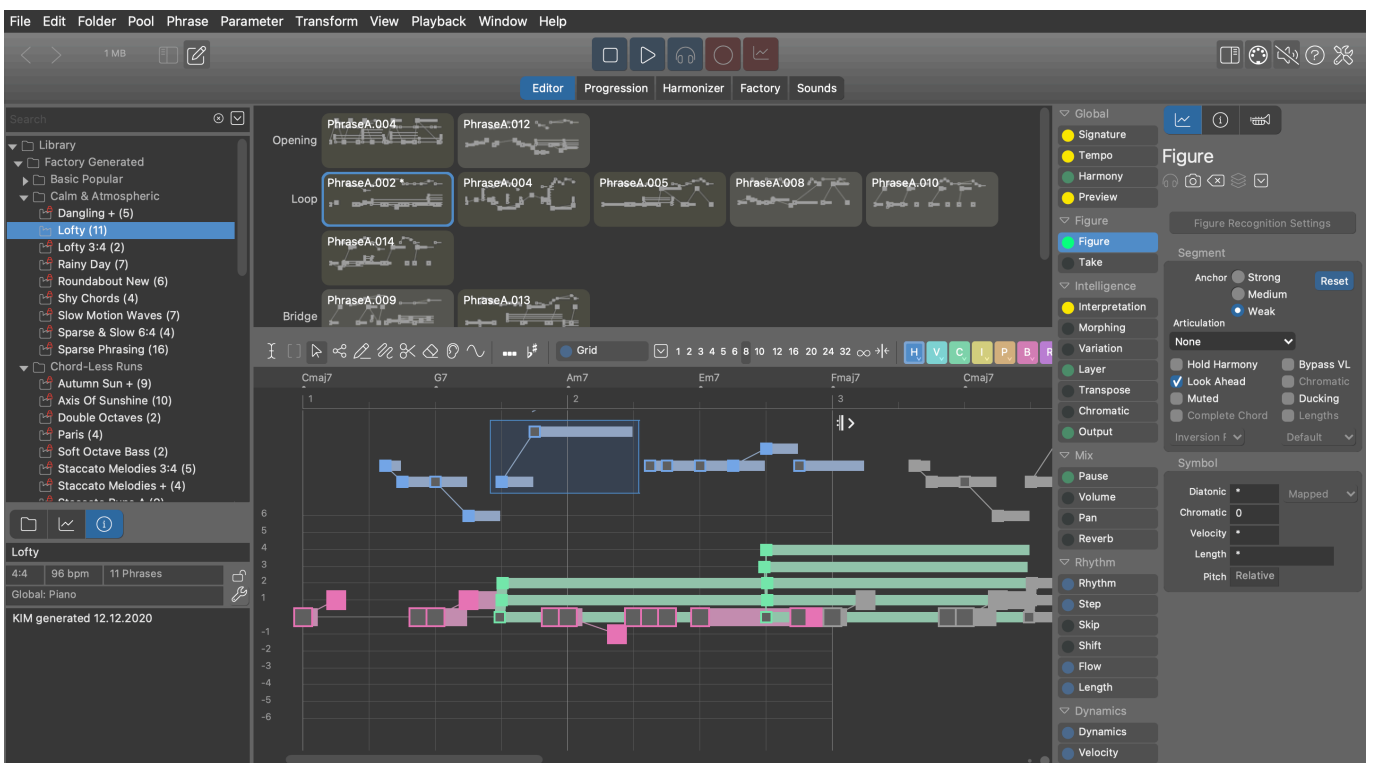 File Edit Folder Pool Phrase Parameter Transform View Playback Window Help
1 MB
Editor Progression Harmonizer Factory Sounds
Search
Library
Factory Generated
Basic Popular
Calm & Atmospheric
Dangling + (5)
Lofty (11)
Lofty 3:4 (2)
Rainy Day (7)
Roundabout New (6)
Shy Chords (4)
Slow Motion Waves (7)
Sparse & Slow 6:4 (4)
Sparse Phrasing (16)
Chord-Less Runs
Autumn Sun + (9)
Axis Of Sunshine (10)
Double Octaves (2)
Paris (4)
Soft Octave Bass (2)
Staccato Melodies 3:4 (5)
Staccato Melodies + (4)
Lofty
4:4 96 bpm 11 Phrases
Global: Piano
KIM generated 12.12.2020
Opening PhraseA.004 PhraseA.012
Loop PhraseA.002 * PhraseA.004 PhraseA.005 PhraseA.008 PhraseA.010
PhraseA.014
Bridge PhraseA.009 PhraseA.013
Grid 1 2 3 4 5 6 8 10 12 16 20 24 32 ∞ H V C I P B R
Cmaj7 G7 Am7 Em7 Fmaj7 Cmaj7
1 2 3
6
5
4
3
2
1
-1
-2
-3
-4
-5
-6
Global
Signature
Tempo
Harmony
Preview
Figure
Figure
Take
Intelligence
Interpretation
Morphing
Variation
Layer
Transpose
Chromatic
Output
Mix
Pause
Volume
Pan
Reverb
Rhythm
Rhythm
Step
Skip
Shift
Flow
Length
Dynamics
Dynamics
Velocity
Figure
Figure Recognition Settings
Segment
Anchor Strong Reset
Medium
Weak
Articulation
None
Hold Harmony Bypass VL
Look Ahead Chromatic
Muted Ducking
Complete Chord Lengths
Inversion Default
Symbol
Diatonic * Mapped
Chromatic 0
Velocity *
Length *
Pitch Relative